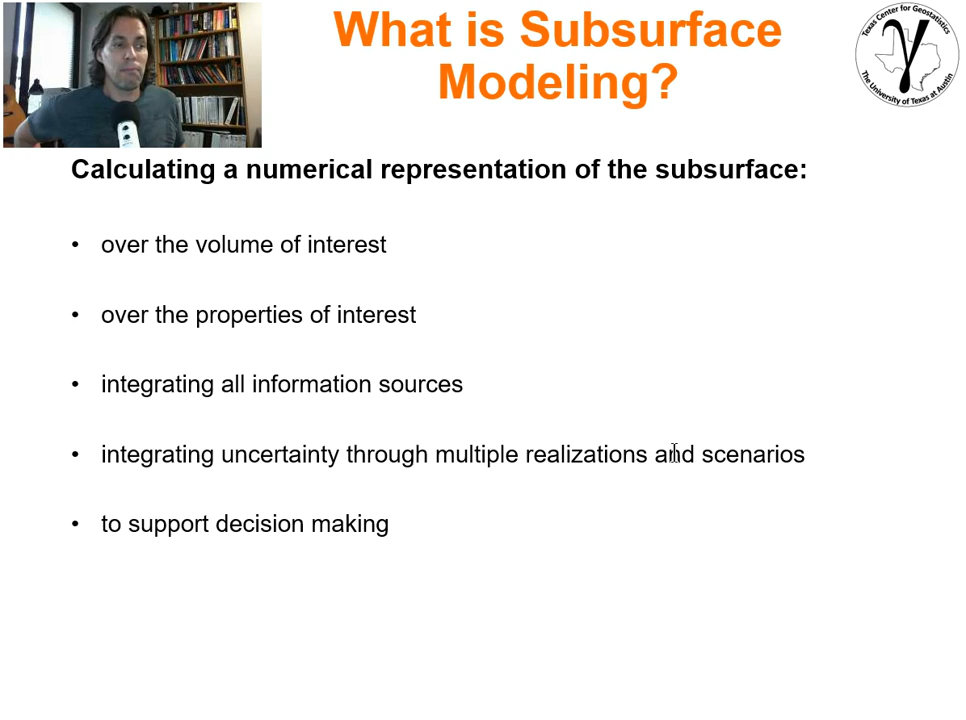 What is Subsurface
Modeling?
Texas Center for Geostatistics
The University of Texas at Austin
Calculating a numerical representation of the subsurface:
• over the volume of interest
• over the properties of interest
• integrating all information sources
• integrating uncertainty through multiple realizations and scenarios
• to support decision making